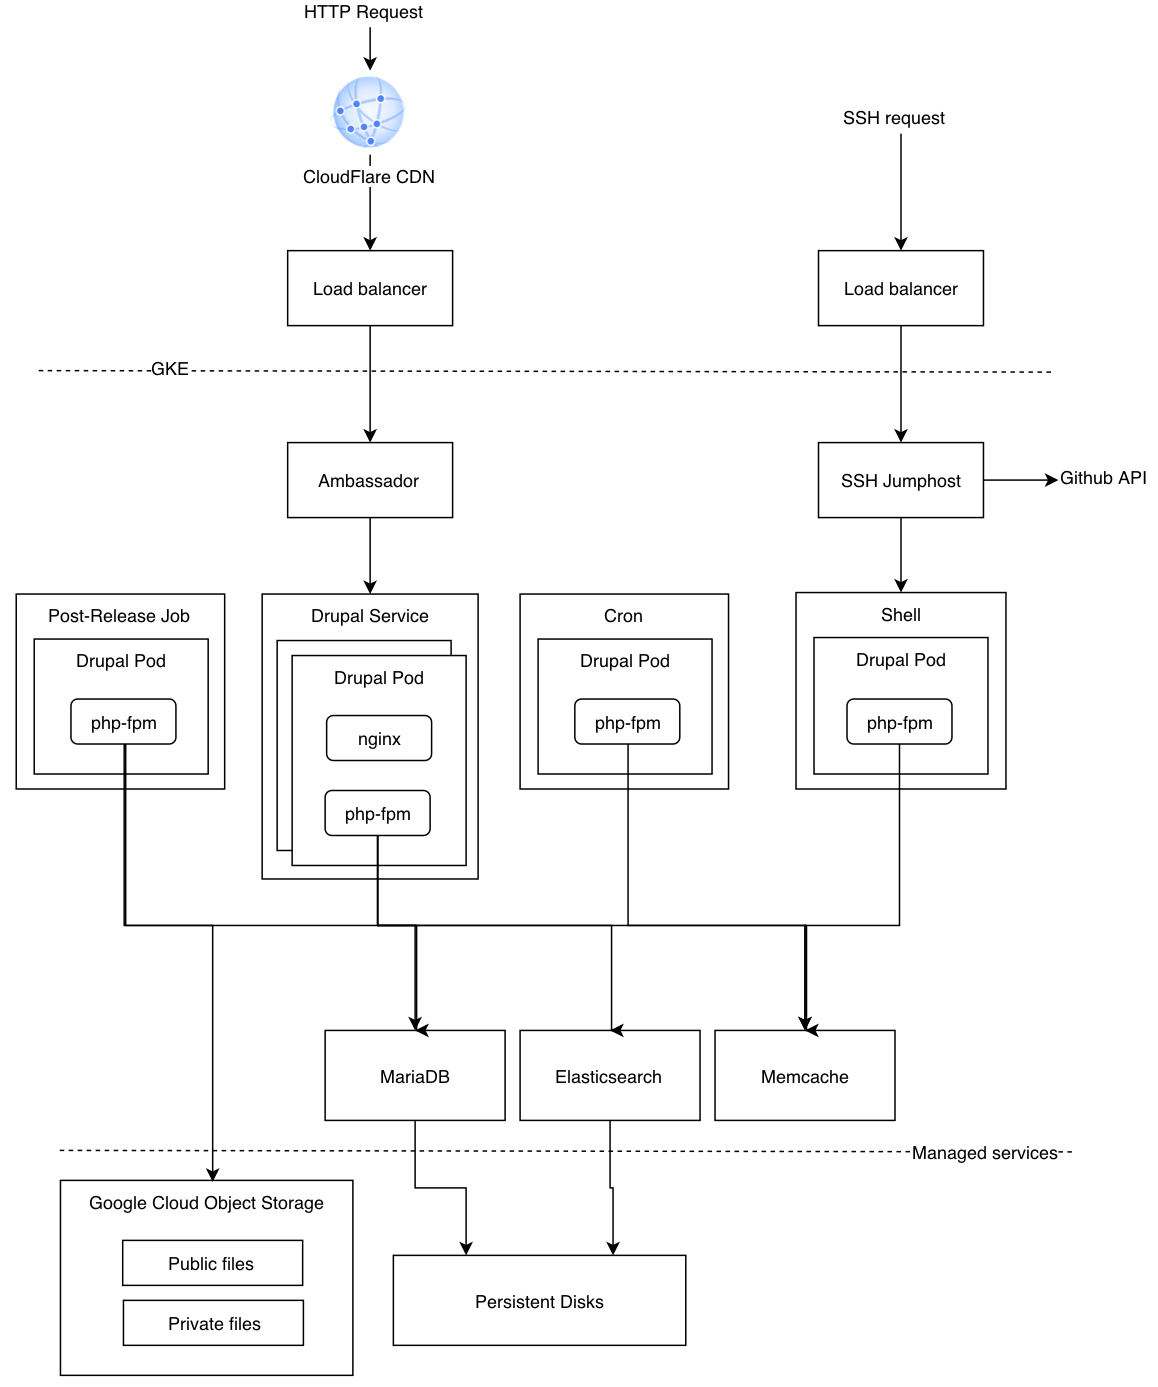 HTTP Request
CloudFlare CDN
SSH request
Load balancer
Load balancer
GKE
Ambassador
SSH Jumphost
Github API
Post-Release Job
Drupal Pod
php-fpm
Drupal Service
Drupal Pod
nginx
php-fpm
Cron
Drupal Pod
php-fpm
Shell
Drupal Pod
php-fpm
MariaDB
Elasticsearch
Memcache
Managed services
Google Cloud Object Storage
Public files
Private files
Persistent Disks